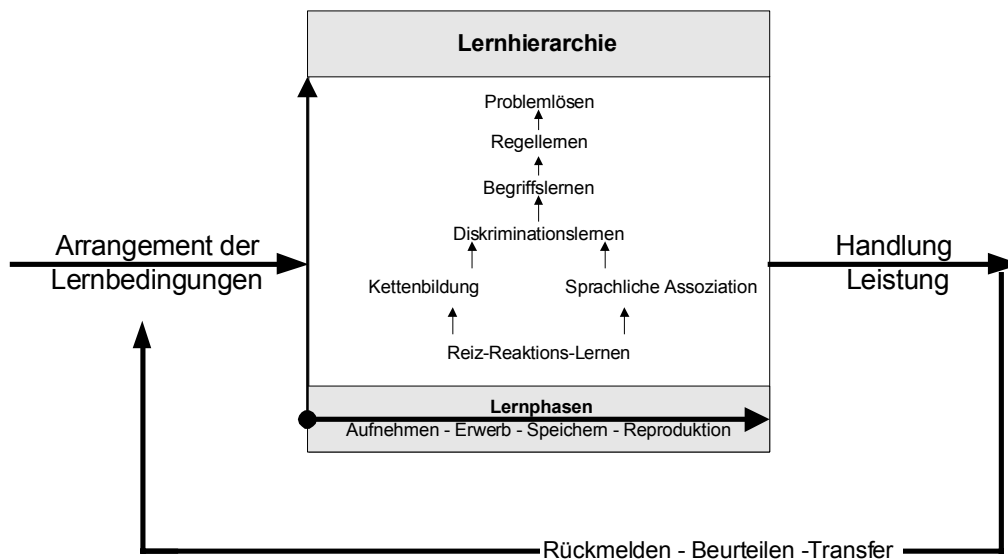 Lernhierarchie
Problemlösen
Regellernen
Begriffslernen
Diskriminationslernen
Arrangement der
Lernbedingungen
Handlung
Leistung
Kettenbildung
Sprachliche Assoziation
Reiz-Reaktions-Lernen
Lernphasen
Aufnehmen - Erwerb - Speichern - Reproduktion
Rückmelden - Beurteilen -Transfer